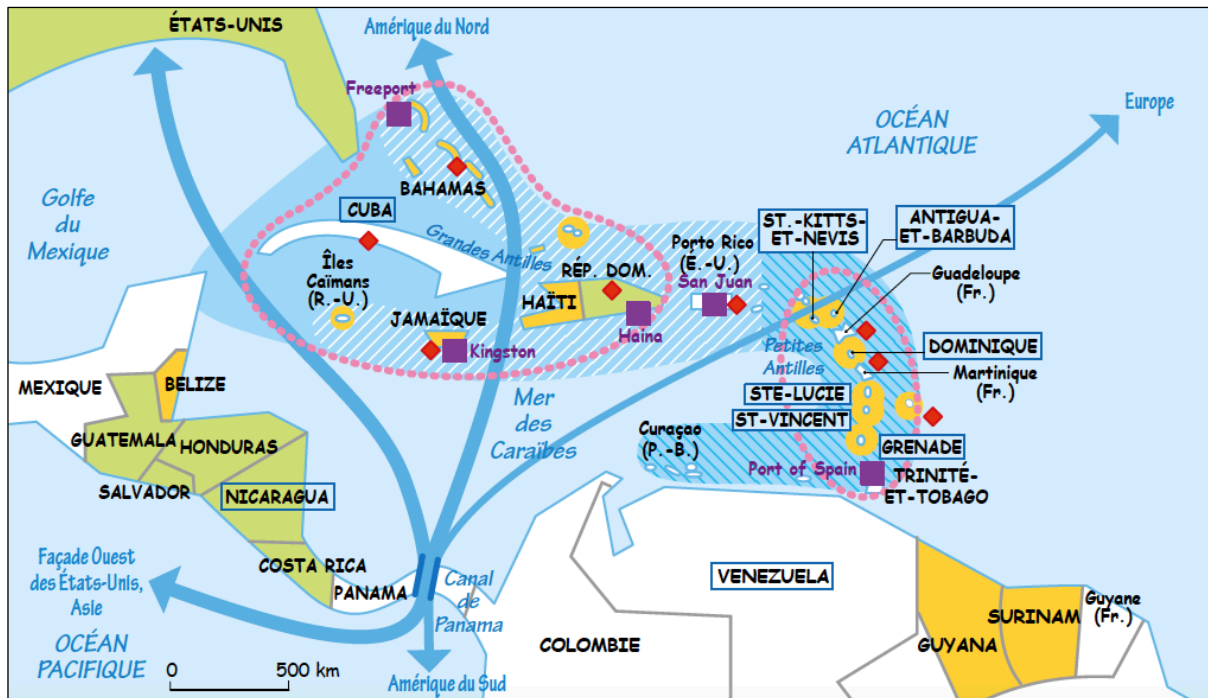 ÉTATS-UNIS
Amérique du Nord
Freeport
Europe
OCÉAN
ATLANTIQUE
Golfe
du
Mexique
BAHAMAS
CUBA
Grandes Antilles
Îles
Caïmans
(R.-U.)
JAMAÏQUE
Kingston
HAÏTI
RÉP. DOM.
Haina
Porto Rico
(É.-U.)
San Juan
ST.-KITTS-
ET-NEVIS
ANTIGUA-
ET-BARBUDA
Guadeloupe
(Fr.)
DOMINIQUE
Petites
Antilles
Martinique
(Fr.)
STE-LUCIE
ST-VINCENT
GRENADE
Curaçao
(P.-B.)
Port of Spain
TRINITÉ-
ET-TOBAGO
Mer
des
Caraïbes
MEXIQUE
BELIZE
GUATEMALA
HONDURAS
SALVADOR
NICARAGUA
COSTA RICA
PANAMA
Canal
de
Panama
Façade Ouest
des États-Unis,
Asie
OCÉAN
PACIFIQUE
0 500 km
Amérique du Sud
COLOMBIE
VENEZUELA
GUYANA
SURINAM
Guyane
(Fr.)